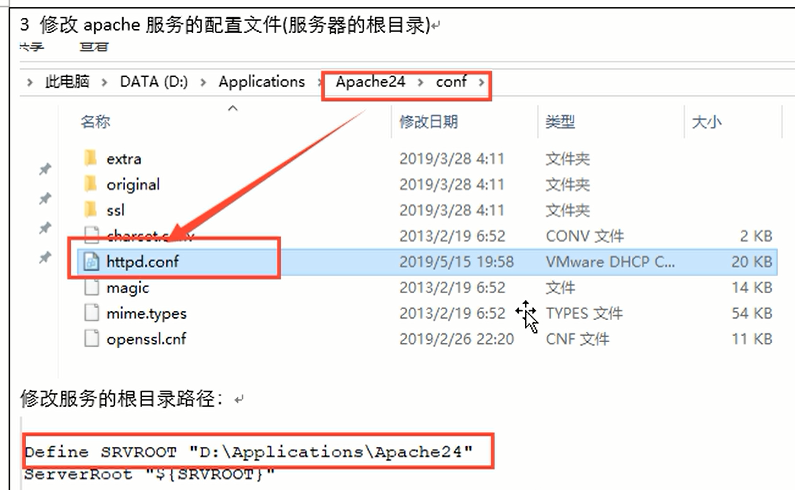 3 修改 apache 服务的配置文件(服务器的根目录)
共享 查看
此电脑 > DATA (D:) > Applications > Apache24 > conf >
名称 修改日期 类型 大小
extra 2019/3/28 4:11 文件夹
original 2019/3/28 4:11 文件夹
ssl 2019/3/28 4:11 文件夹
charset.conv 2013/2/19 6:52 CONV 文件 2 KB
httpd.conf 2019/5/15 19:58 VMware DHCP C... 20 KB
magic 2013/2/19 6:52 文件 14 KB
mime.types 2013/2/19 6:52 TYPES 文件 54 KB
openssl.cnf 2019/2/26 22:20 CNF 文件 11 KB
修改服务的根目录路径：
Define SRVROOT "D:\Applications\Apache24"
ServerRoot "${SRVROOT}"